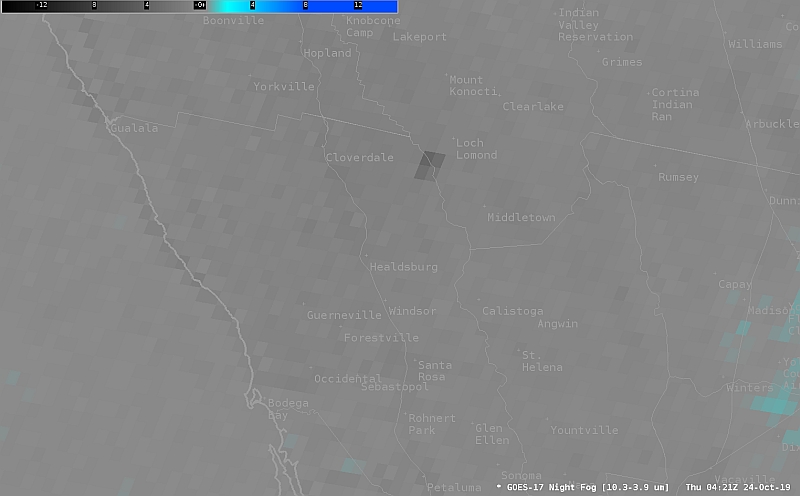 -12 8 4 -0+ 4 8 12
Boonville
Knobcone
Camp
Lakeport
Indian
Valley
Reservation
Williams
Hopland
Grimes
Yorkville
Mount
Konocti
Clearlake
Cortina
Indian
Ran
Arbuckle
Gualala
Cloverdale
Loch
Lomond
Rumsey
Dunni
Middletown
Healdsburg
Capay
Madiso
Guerneville
Windsor
Calistoga
Angwin
Forestville
St.
Helena
Santa
Rosa
Occidental
Sebastopol
Winters
Bodega
Bay
Rohnert
Park
Glen
Ellen
Yountville
Petaluma
Sonoma
Vacaville
* GOES-17 Night Fog [10.3-3.9 um] Thu 04:21Z 24-Oct-19